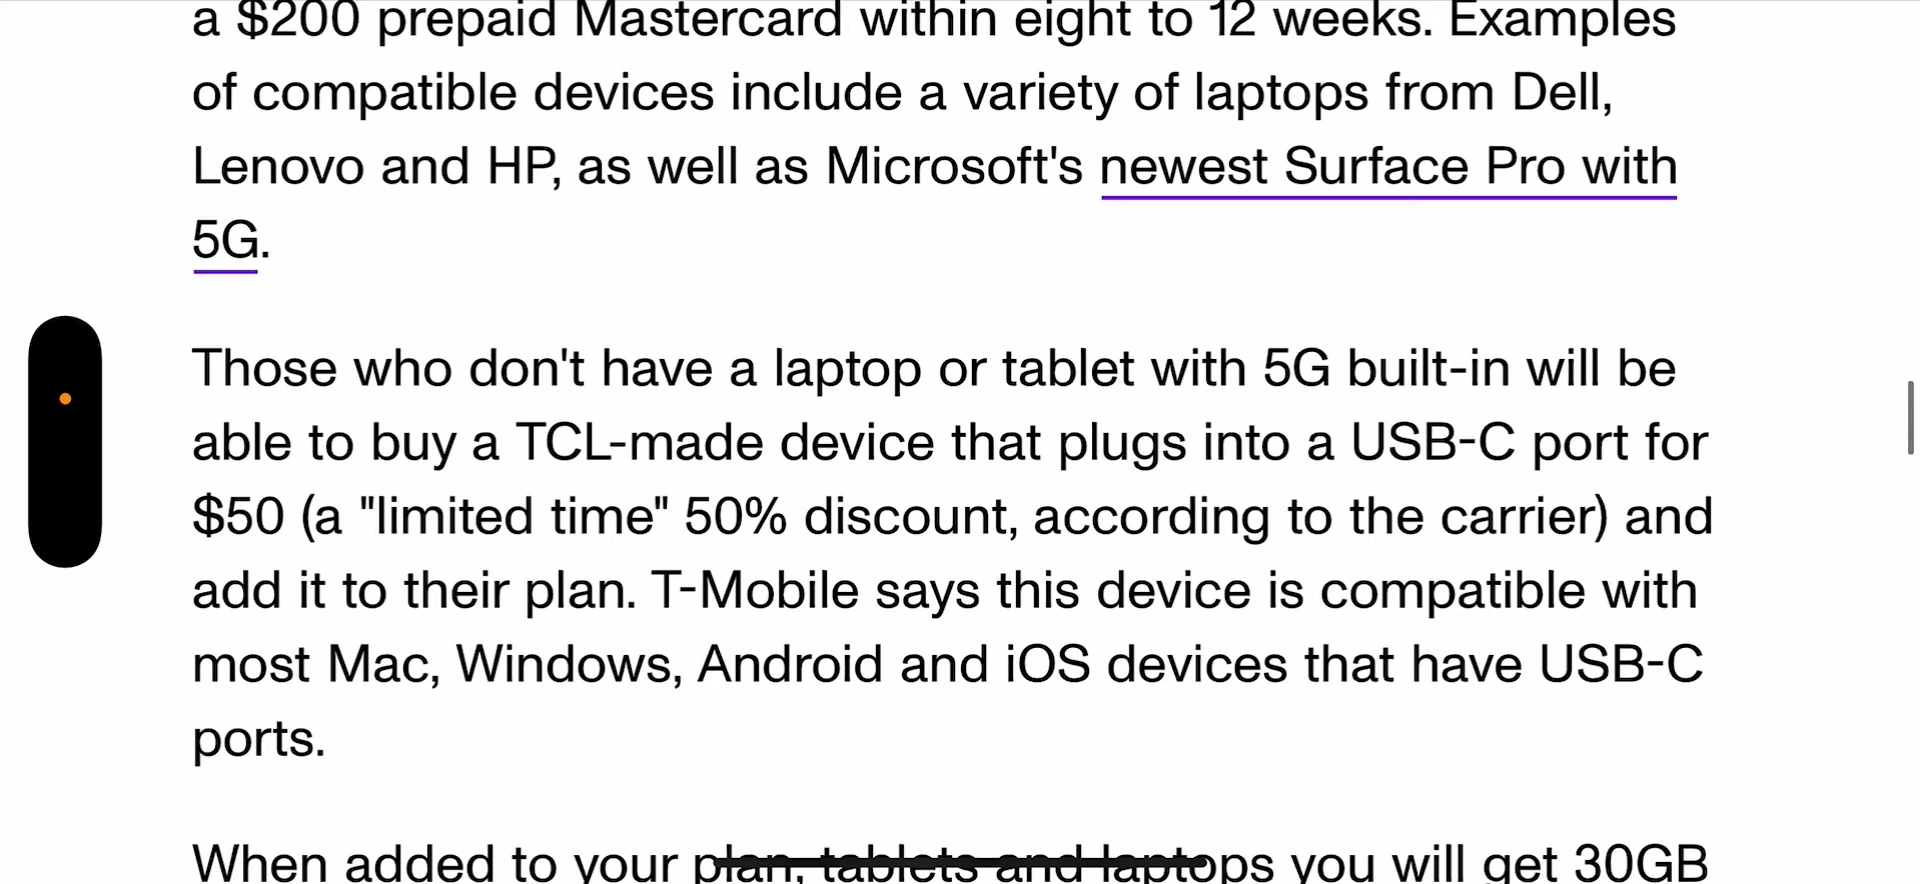 a $200 prepaid Mastercard within eight to 12 weeks. Examples
of compatible devices include a variety of laptops from Dell,
Lenovo and HP, as well as Microsoft's newest Surface Pro with
5G.
Those who don't have a laptop or tablet with 5G built-in will be
able to buy a TCL-made device that plugs into a USB-C port for
$50 (a "limited time" 50% discount, according to the carrier) and
add it to their plan. T-Mobile says this device is compatible with
most Mac, Windows, Android and iOS devices that have USB-C
ports.
When added to your plan, tablets and laptops you will get 30GB